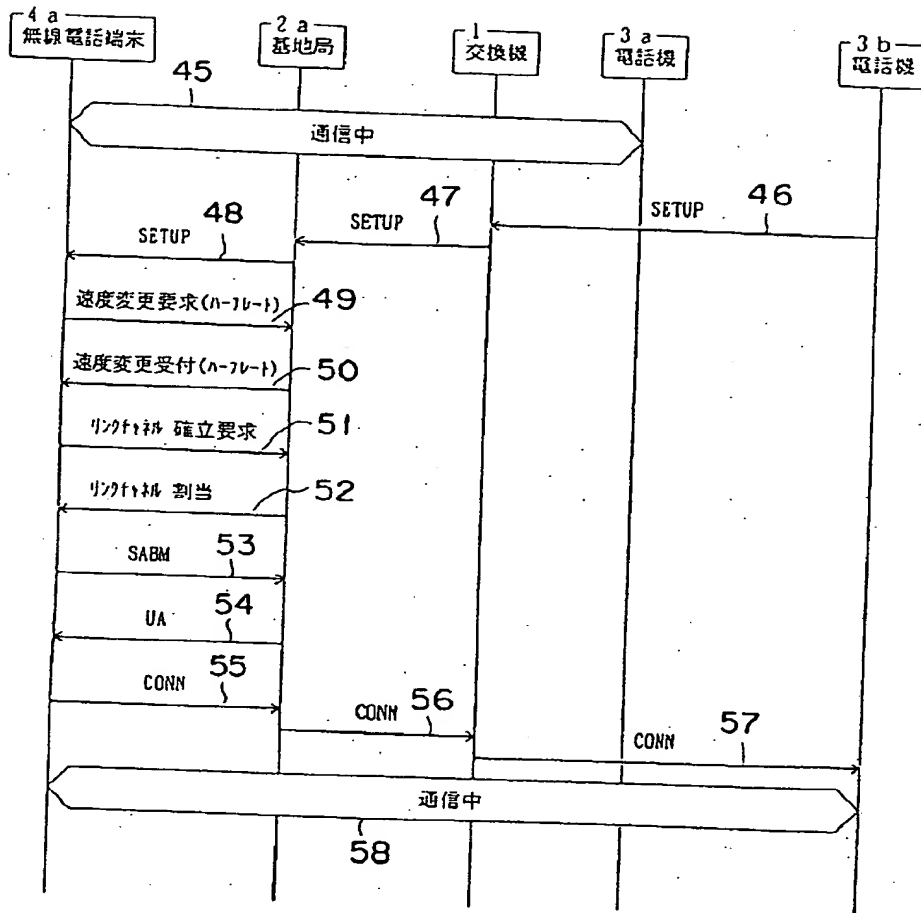 4a
無線電話端末
2a
基地局
1
交換機
3a
電話機
3b
電話機
45
通信中
46
SETUP
47
SETUP
48
SETUP
速度変更要求(ハーフレート)
49
速度変更受付(ハーフレート)
50
リンクチャネル 確立要求
51
リンクチャネル 割当
52
SABM
53
UA
54
CONN
55
CONN
56
CONN
57
通信中
58